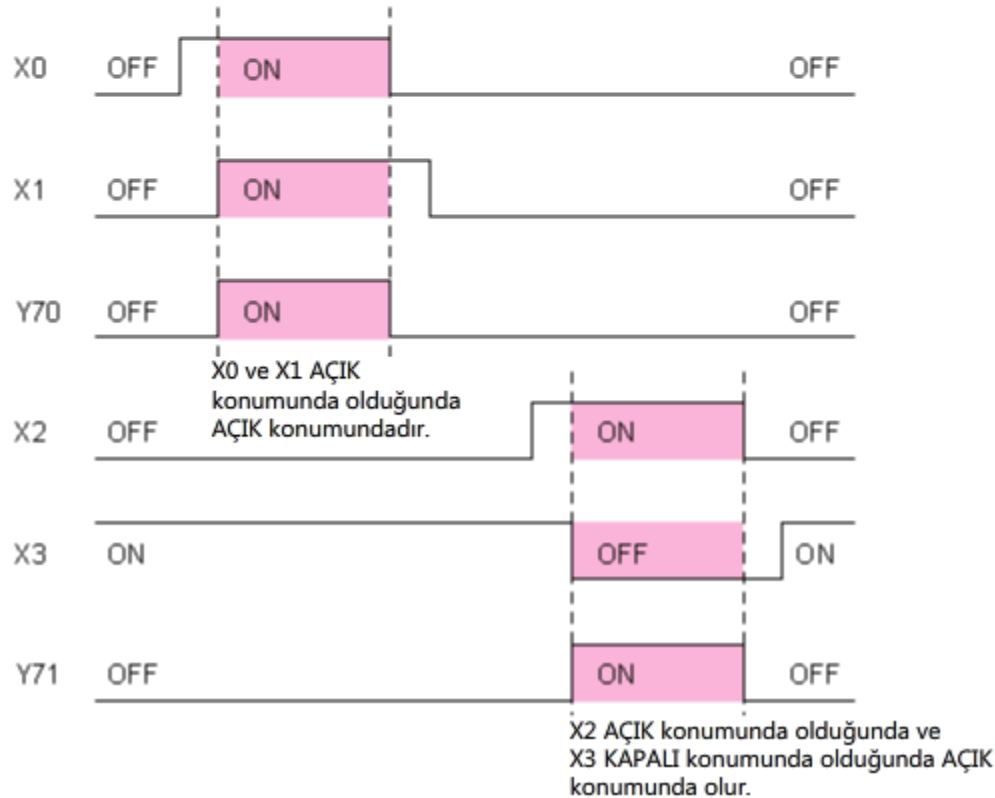 X0 OFF ON OFF
X1 OFF ON OFF
Y70 OFF ON OFF
X0 ve X1 AÇIK
konumunda olduğunda
AÇIK konumundadır.
X2 OFF ON OFF
X3 ON OFF ON
Y71 OFF ON OFF
X2 AÇIK konumunda olduğunda ve
X3 KAPALI konumunda olduğunda AÇIK
konumunda olur.